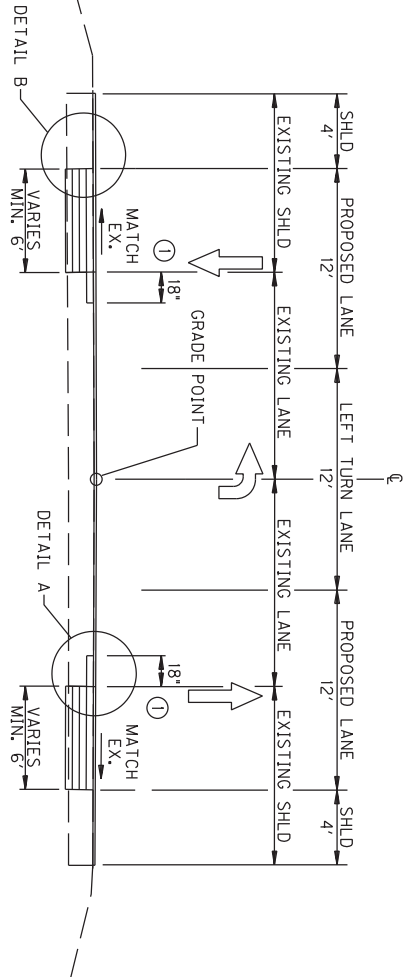 ℄
SHLD
4'
PROPOSED LANE
12'
LEFT TURN LANE
12'
PROPOSED LANE
12'
SHLD
4'
EXISTING SHLD
EXISTING LANE
EXISTING LANE
EXISTING SHLD
1
18"
MATCH
EX.
GRADE POINT
18"
1
MATCH
EX.
DETAIL B
VARIES
MIN. 6'
DETAIL A
VARIES
MIN. 6'